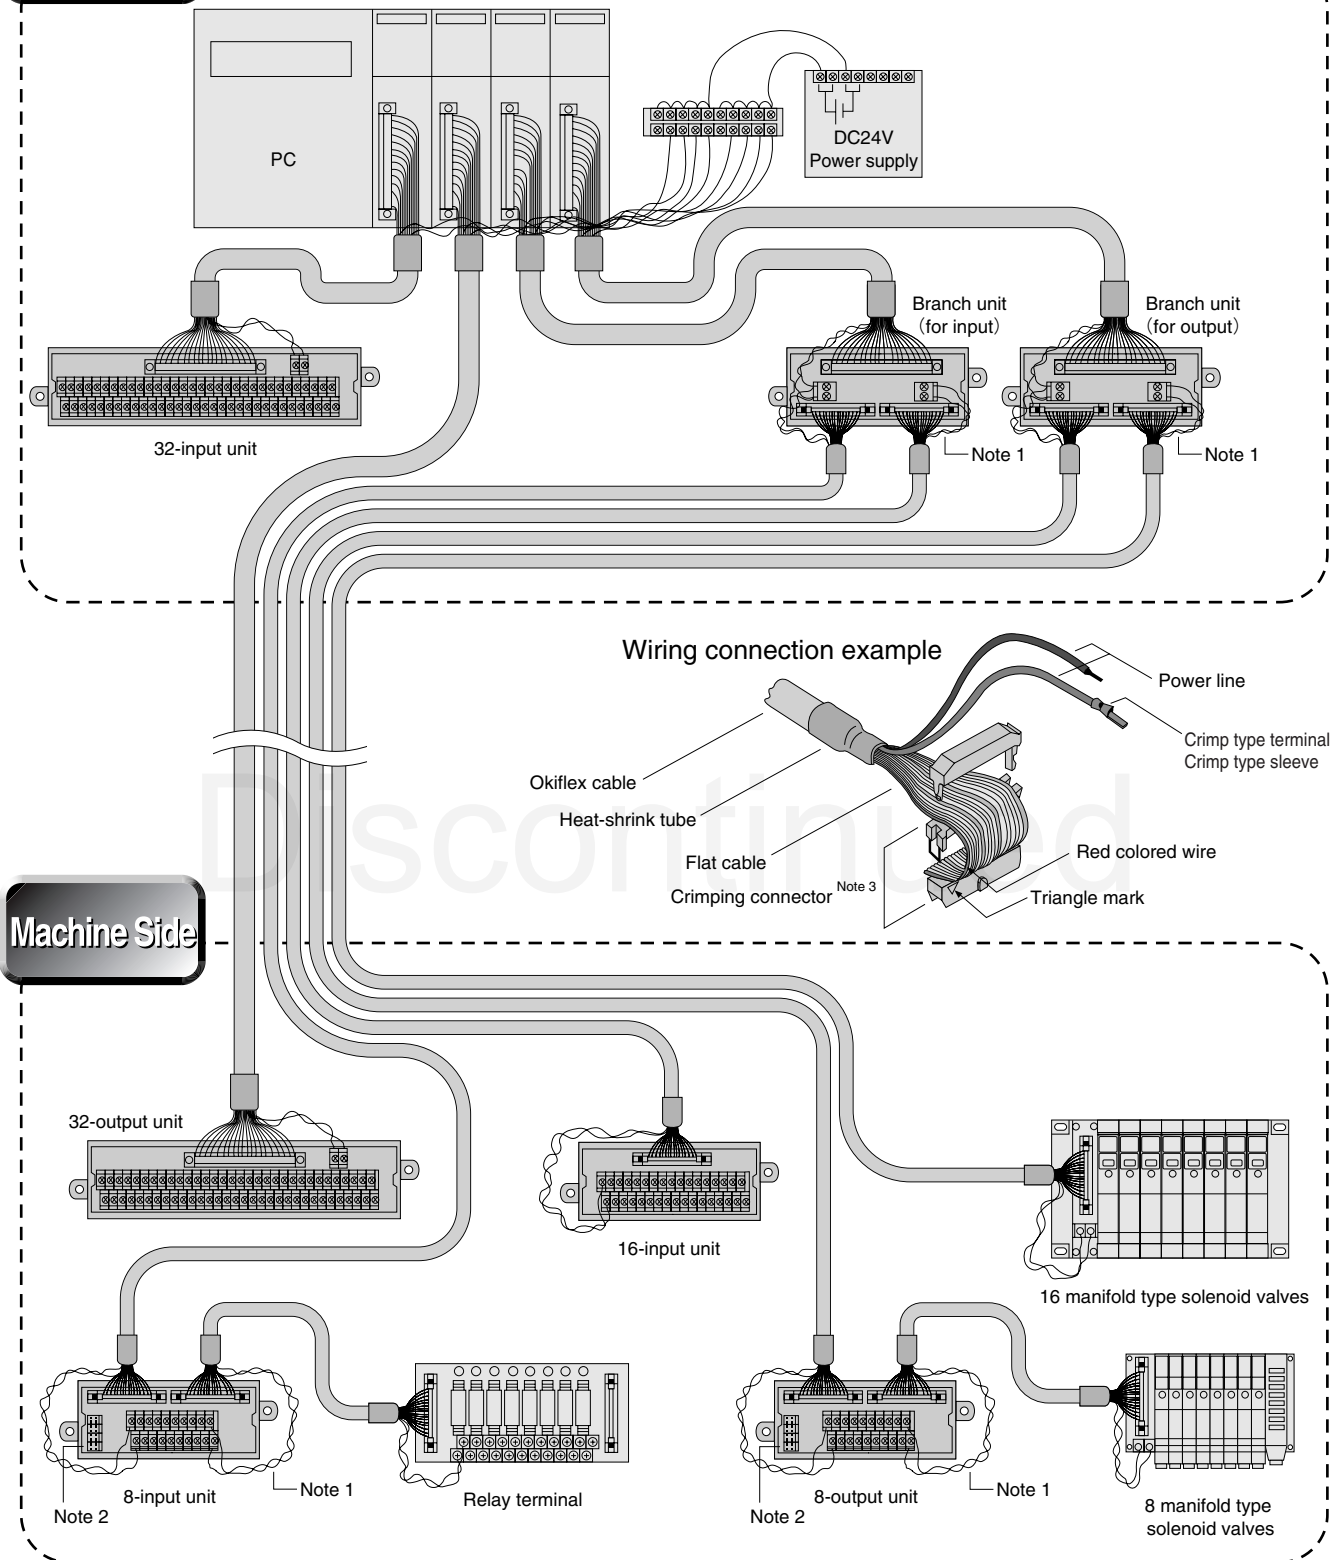 PC
DC24V
Power supply
Branch unit
(for input)
Branch unit
(for output)
32-input unit
Note 1
Note 1
Wiring connection example
Power line
Crimp type terminal
Crimp type sleeve
Okiflex cable
Heat-shrink tube
Flat cable
Crimping connector Note 3
Red colored wire
Triangle mark
Discontinued
Machine Side
32-output unit
16-input unit
16 manifold type solenoid valves
8-input unit
Note 1
Note 2
Relay terminal
8-output unit
Note 1
Note 2
8 manifold type
solenoid valves